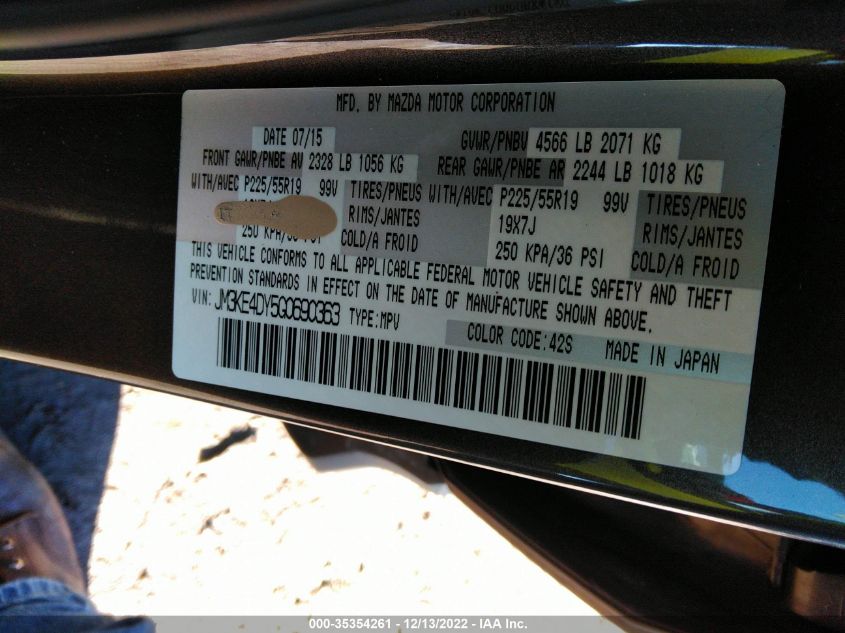 MFD. BY MAZDA MOTOR CORPORATION
DATE 07/15 GVWR/PNBV 4566 LB 2071 KG
FRONT GAWR/PNBE AV 2328 LB 1056 KG REAR GAWR/PNBE AR 2244 LB 1018 KG
WITH/AVEC P225/55R19 99V TIRES/PNEUS WITH/AVEC P225/55R19 99V TIRES/PNEUS
RIMS/JANTES 19X7J RIMS/JANTES
250 KPA/36 PSI COLD/A FROID 250 KPA/36 PSI COLD/A FROID
THIS VEHICLE CONFORMS TO ALL APPLICABLE FEDERAL MOTOR VEHICLE SAFETY AND THEFT
PREVENTION STANDARDS IN EFFECT ON THE DATE OF MANUFACTURE SHOWN ABOVE.
VIN: JM3KE4DY5G0690363 TYPE:MPV
COLOR CODE:42S MADE IN JAPAN
000-35354261 - 12/13/2022 - IAA Inc.